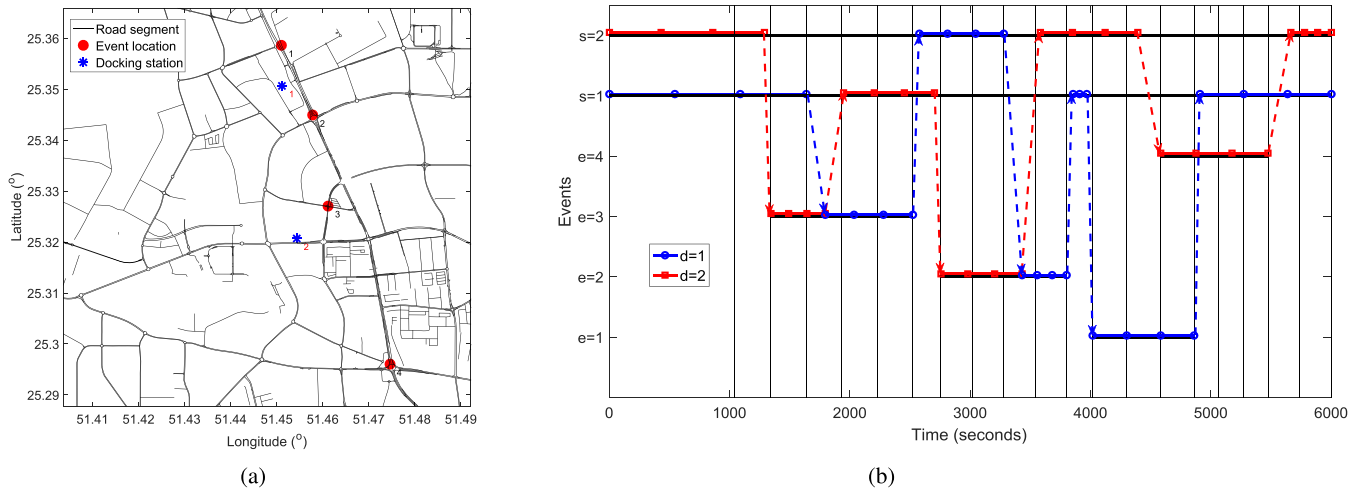 Road segment
Event location
Docking station
25.36
25.35
25.34
25.33
25.32
25.31
25.3
25.29
Latitude (o)
1
1
2
3
2
4
51.41 51.42 51.43 51.44 51.45 51.46 51.47 51.48 51.49
Longitude (o)
(a)
s=2
s=1
e=4
e=3
e=2
e=1
Events
d=1
d=2
0 1000 2000 3000 4000 5000 6000
Time (seconds)
(b)